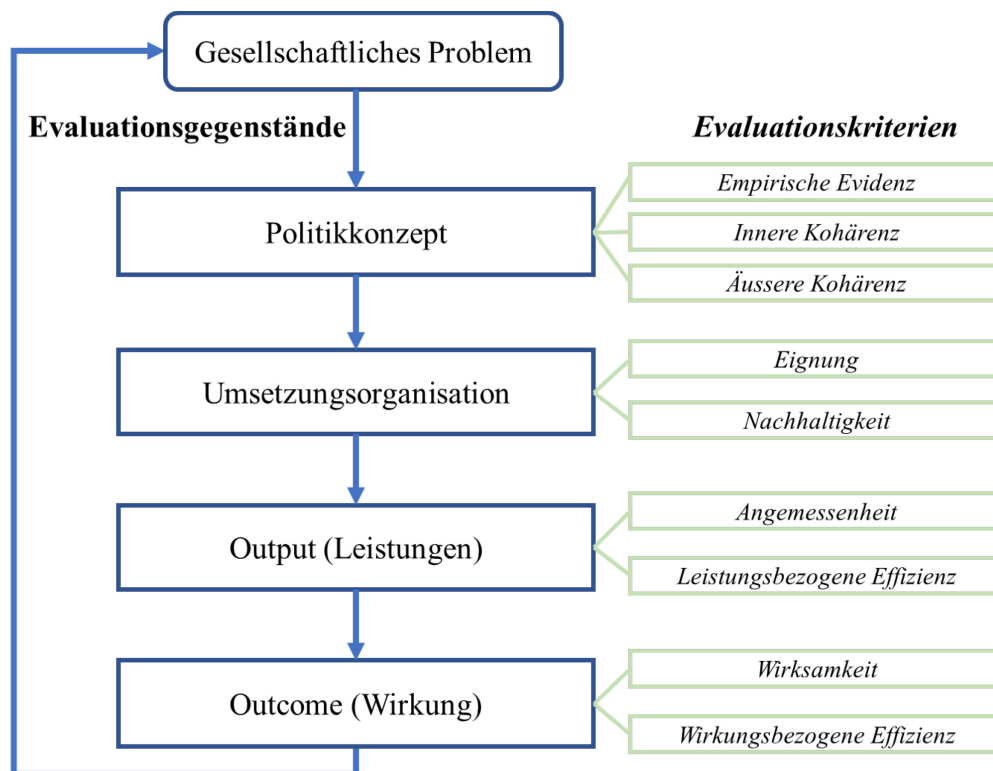 Gesellschaftliches Problem
Evaluationsgegenstände
Evaluationskriterien
Politikkonzept
Empirische Evidenz
Innere Kohärenz
Äussere Kohärenz
Umsetzungsorganisation
Eignung
Nachhaltigkeit
Output (Leistungen)
Angemessenheit
Leistungsbezogene Effizienz
Outcome (Wirkung)
Wirksamkeit
Wirkungsbezogene Effizienz